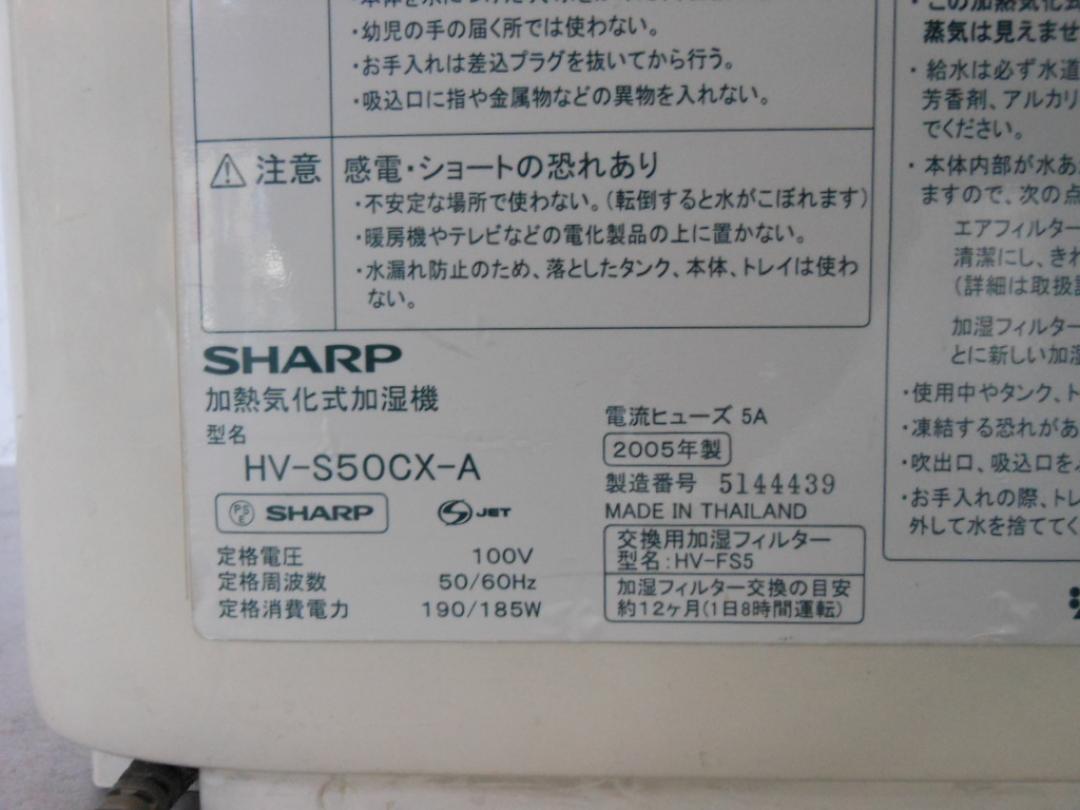 ・幼児の手の届く所では使わない。
・お手入れは差込プラグを抜いてから行う。
・吸込口に指や金属物などの異物を入れない。
注意
感電・ショートの恐れあり
・不安定な場所で使わない。(転倒すると水がこぼれます)
・暖房機やテレビなどの電化製品の上に置かない。
・水漏れ防止のため、落としたタンク、本体、トレイは使わ
ない。
SHARP
加熱気化式加湿機
型名
HV-S50CX-A
PS
E
SHARP
S JET
定格電圧 100V
定格周波数 50/60Hz
定格消費電力 190/185W
電流ヒューズ 5A
2005年製
製造番号 5144439
MADE IN THAILAND
交換用加湿フィルター
型名:HV-FS5
加湿フィルター交換の目安
約12ヶ月(1日8時間運転)
・この加熱気化式
蒸気は見えませ
・給水は必ず水道
芳香剤、アルカリ
でください。
・本体内部が水あ
ますので、次の点
エアフィルター
清潔にし、きれ
(詳細は取扱説
加湿フィルター
とに新しい加湿
・使用中やタンク、ト
・凍結する恐れがあ
・吹出口、吸込口を
・お手入れの際、トレ
外して水を捨ててく